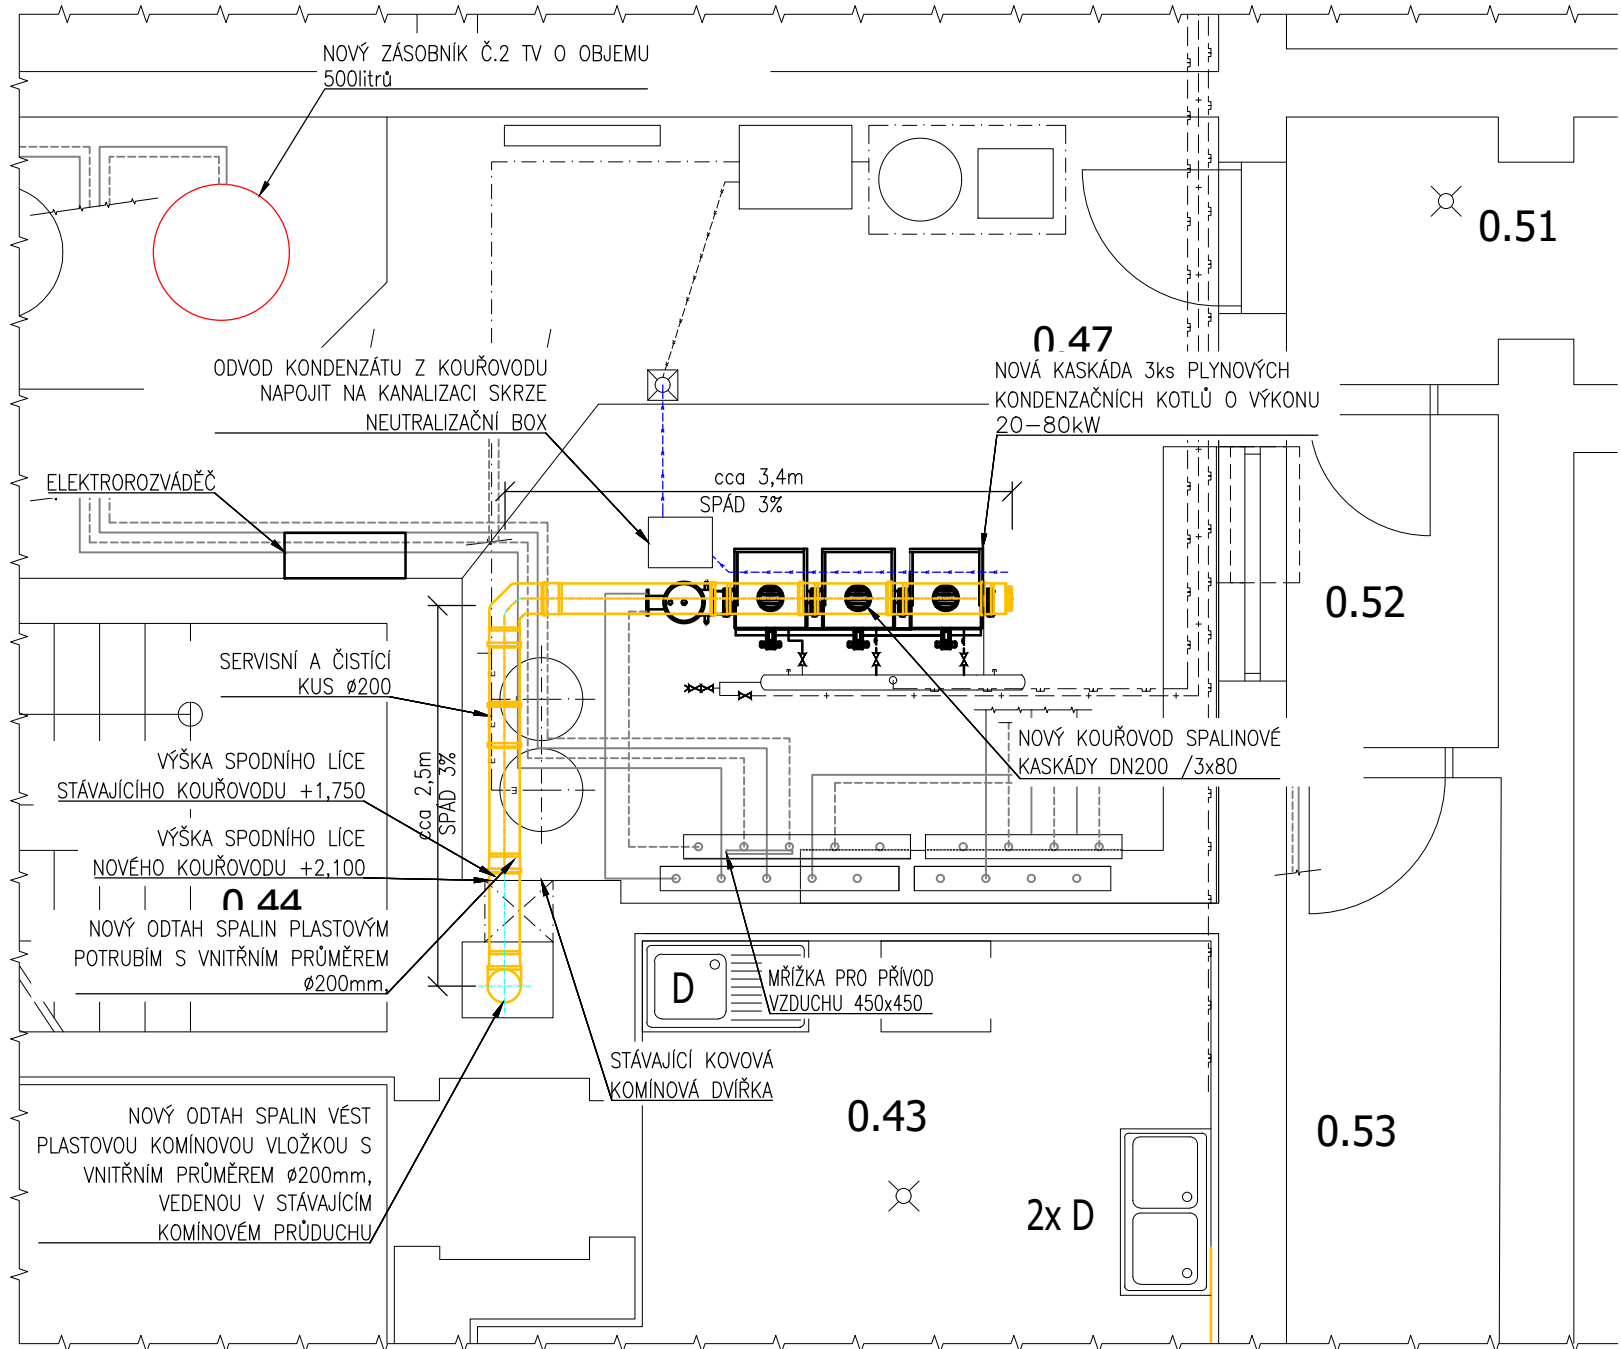 NOVÝ ZÁSOBNÍK Č.2 TV O OBJEMU
500litrů
0.51
0.47
ODVOD KONDENZÁTU Z KOUŘOVODU
NAPOJIT NA KANALIZACI SKRZE
NEUTRALIZAČNÍ BOX
NOVÁ KASKÁDA 3ks PLYNOVÝCH
KONDENZAČNÍCH KOTLŮ O VÝKONU
20-80kW
ELEKTROROZVÁDĚČ
cca 3,4m
SPÁD 3%
0.52
SERVISNÍ A ČISTÍCÍ
KUS ø200
VÝŠKA SPODNÍHO LÍCE
STÁVAJÍCÍHO KOUŘOVODU +1,750
cca 2,5m
SPÁD 3%
NOVÝ KOUŘOVOD SPALINOVÉ
KASKÁDY DN200 /3x80
VÝŠKA SPODNÍHO LÍCE
NOVÉHO KOUŘOVODU +2,100
0.44
NOVÝ ODTAH SPALIN PLASTOVÝM
POTRUBÍM S VNITŘNÍM PRŮMĚREM
ø200mm,
D
MŘÍŽKA PRO PŘÍVOD
VZDUCHU 450x450
STÁVAJÍCÍ KOVOVÁ
KOMÍNOVÁ DVÍŘKA
0.43
0.53
NOVÝ ODTAH SPALIN VÉST
PLASTOVOU KOMÍNOVOU VLOŽKOU S
VNITŘNÍM PRŮMĚREM ø200mm,
VEDENOU V STÁVAJÍCÍM
KOMÍNOVÉM PRŮDUCHU
2x D